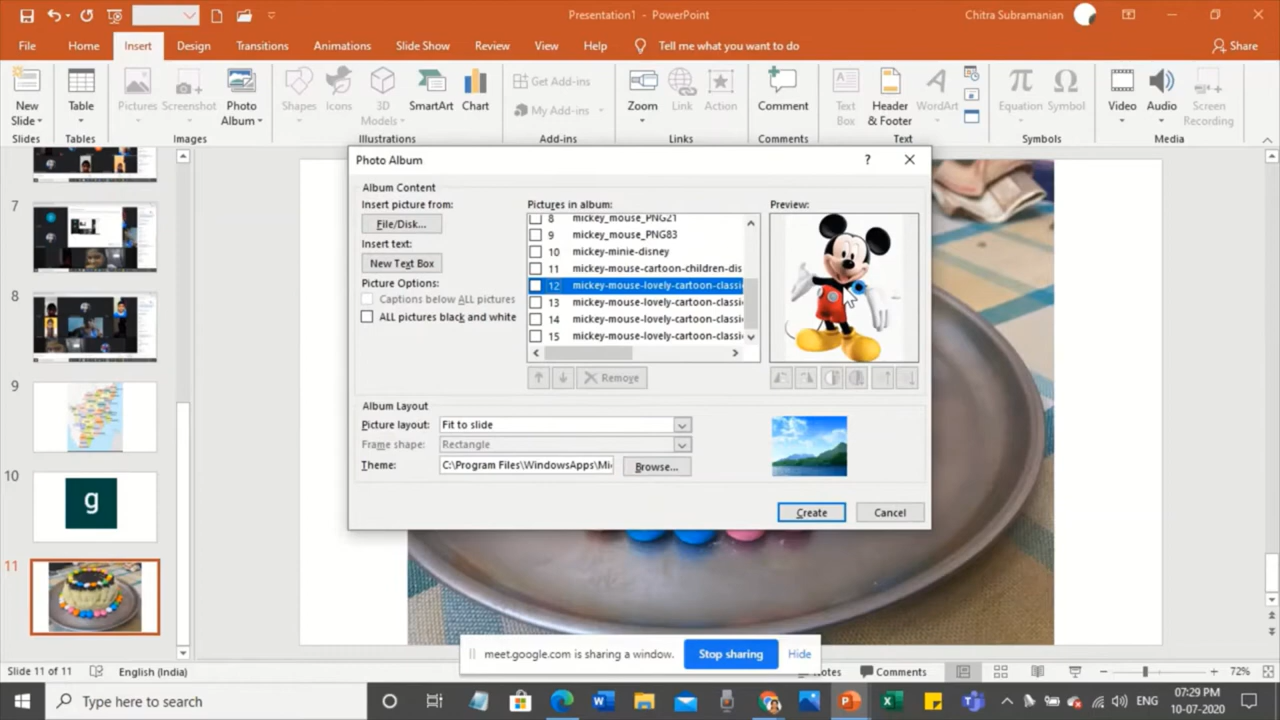 Presentation1 - PowerPoint
Chitra Subramanian
File Home Insert Design Transitions Animations Slide Show Review View Help Tell me what you want to do Share
New Slide
Table
Pictures
Screenshot
Photo Album
Shapes
Icons
3D Models
SmartArt
Chart
Get Add-ins
My Add-ins
Zoom
Link
Action
Comment
Text Box
Header & Footer
WordArt
Equation
Symbol
Video
Audio
Screen Recording
Slides Tables Images Illustrations Add-ins Links Comments Text Symbols Media
7
8
9
10
g
11
Photo Album
?
Album Content
Insert picture from:
File/Disk...
Insert text:
New Text Box
Picture Options:
Captions below ALL pictures
ALL pictures black and white
Pictures in album:
8 mickey_mouse_PNG21
9 mickey_mouse_PNG83
10 mickey-minie-disney
11 mickey-mouse-cartoon-children-dis
12 mickey-mouse-lovely-cartoon-classi
13 mickey-mouse-lovely-cartoon-classi
14 mickey-mouse-lovely-cartoon-classi
15 mickey-mouse-lovely-cartoon-classi
Remove
Preview:
Album Layout
Picture layout: Fit to slide
Frame shape: Rectangle
Theme: C:\Program Files\WindowsApps\Mi
Browse...
Create
Cancel
meet.google.com is sharing a window.
Stop sharing
Hide
Slide 11 of 11
English (India)
otes
Comments
72%
Type here to search
ENG
07:29 PM
10-07-2020